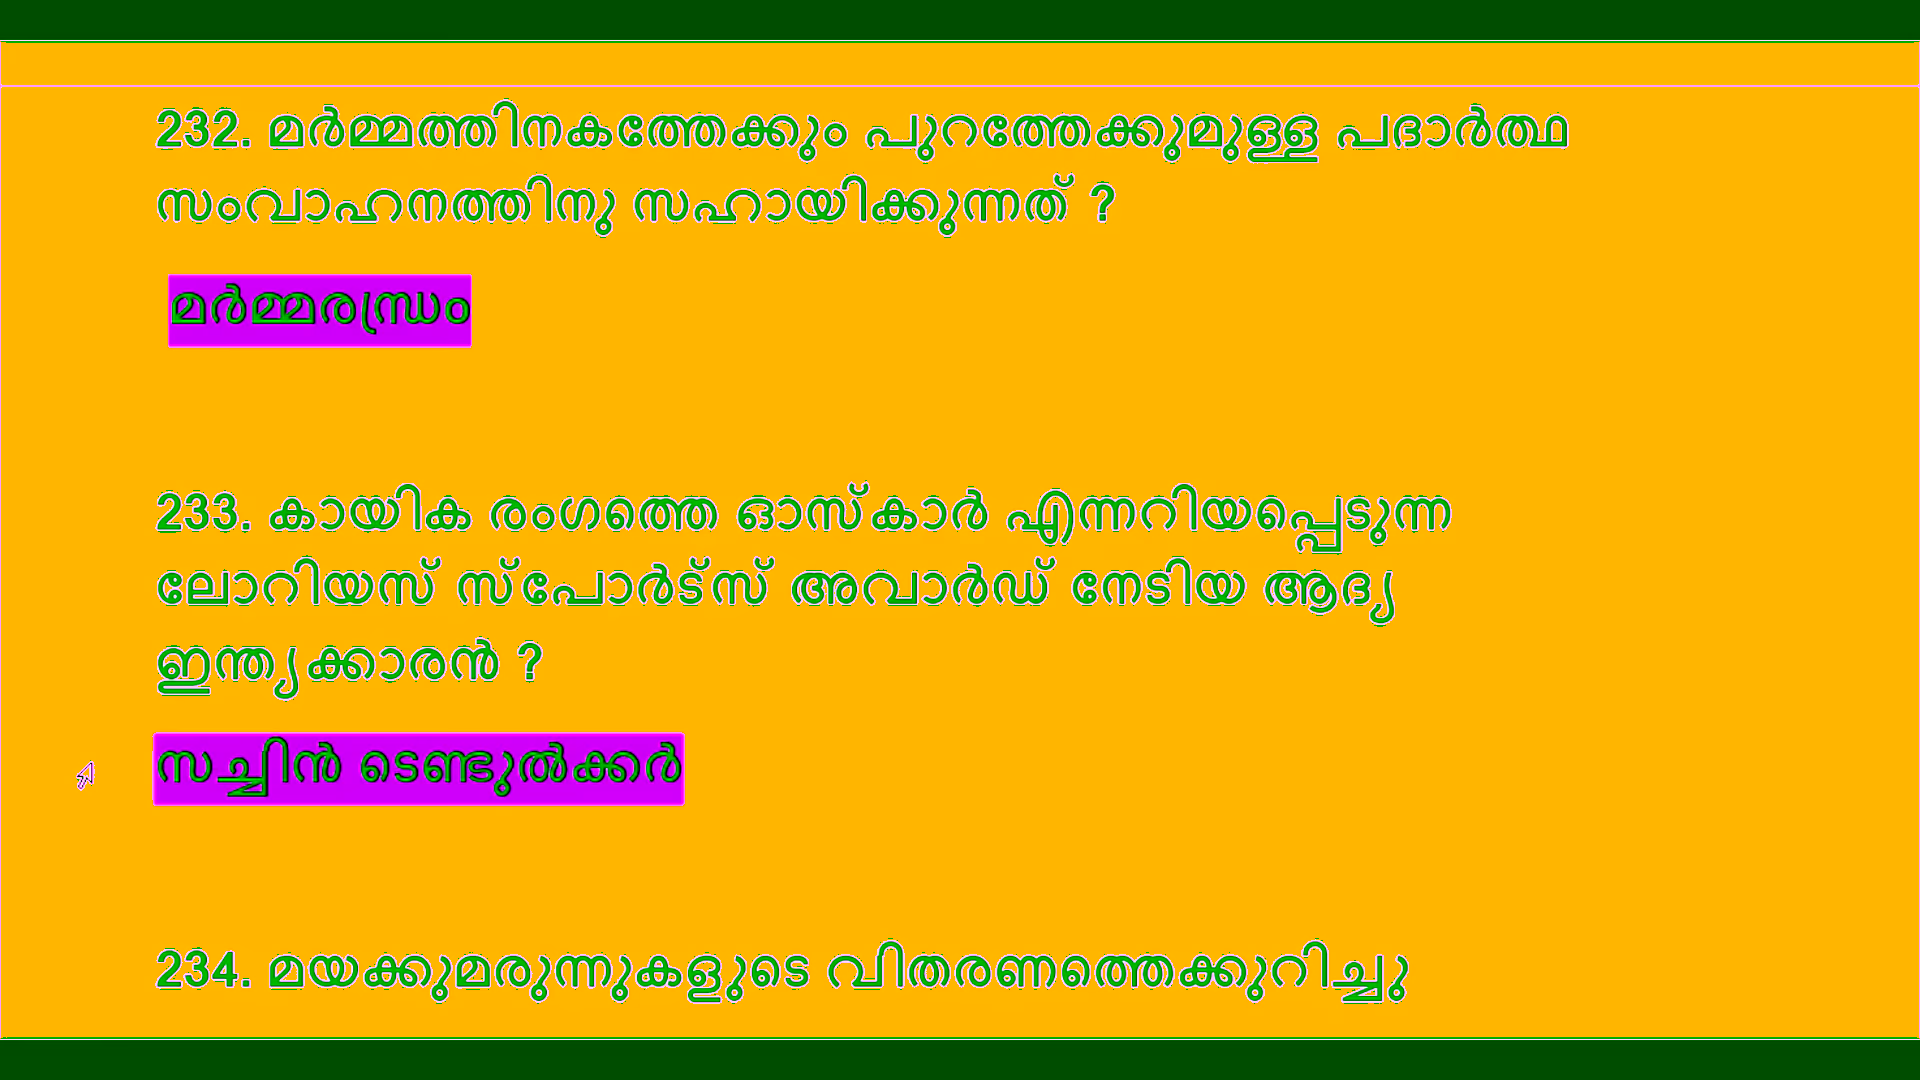 232. മർമ്മത്തിനകത്തേക്കും പുറത്തേക്കുമുള്ള പദാർത്ഥ
സംവാഹനത്തിനു സഹായിക്കുന്നത് ?
മർമ്മരന്ധ്രം
233. കായിക രംഗത്തെ ഓസ്കാർ എന്നറിയപ്പെടുന്ന
ലോറിയസ് സ്പോർട്സ് അവാർഡ് നേടിയ ആദ്യ
ഇന്ത്യക്കാരൻ ?
സച്ചിൻ ടെണ്ടുൽക്കർ
234. മയക്കുമരുന്നുകളുടെ വിതരണത്തെക്കുറിച്ചു